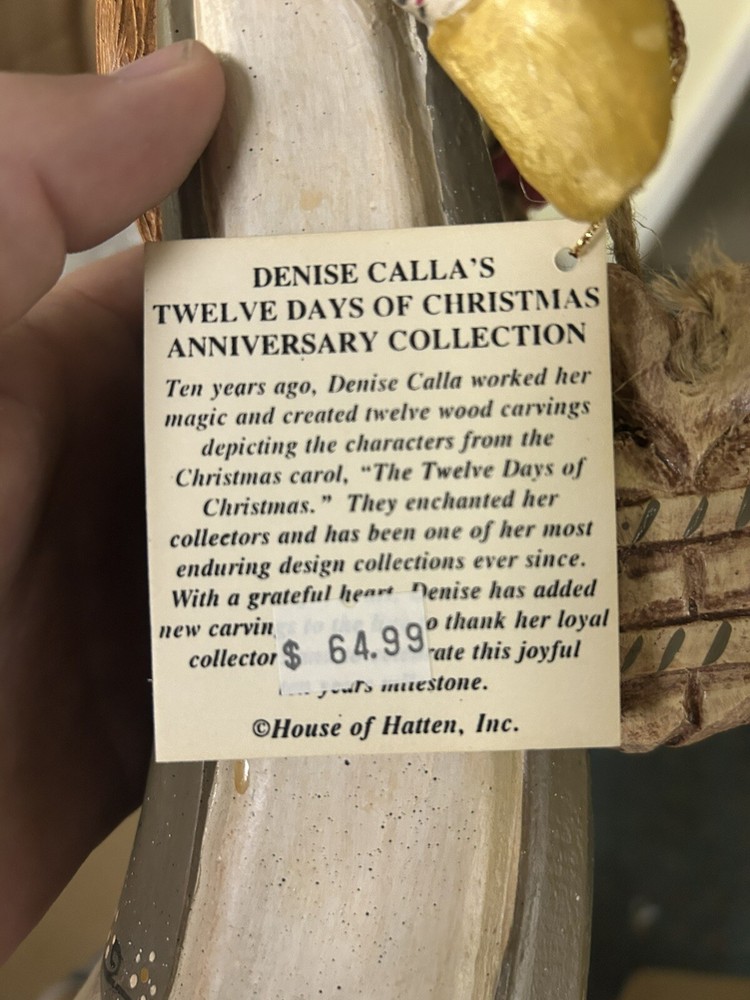 DENISE CALLA'S
TWELVE DAYS OF CHRISTMAS
ANNIVERSARY COLLECTION
Ten years ago, Denise Calla worked her
magic and created twelve wood carvings
depicting the characters from the
Christmas carol, "The Twelve Days of
Christmas." They enchanted her
collectors and has been one of her most
enduring design collections ever since.
With a grateful heart, Denise has added
new thank her loyal
$ 64.99 this joyful
years milestone.
©House of Hatten, Inc.